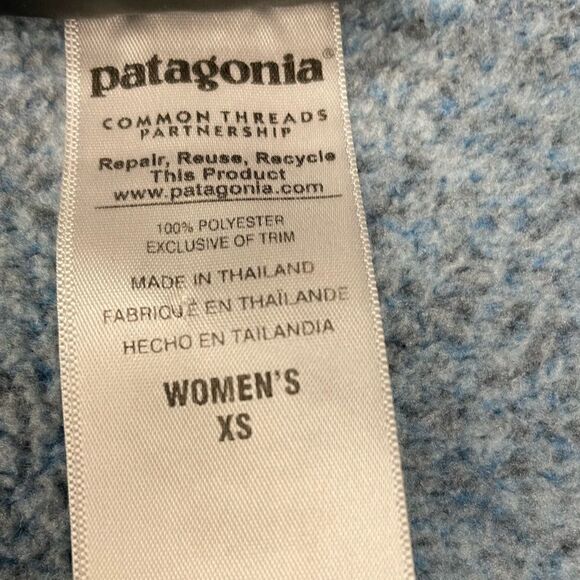 patagonia®
COMMON THREADS
PARTNERSHIP
Repair, Reuse, Recycle
This Product
www.patagonia.com
100% POLYESTER
EXCLUSIVE OF TRIM
MADE IN THAILAND
FABRIQUÉ EN THAÏLANDE
HECHO EN TAILANDIA
WOMEN'S
XS